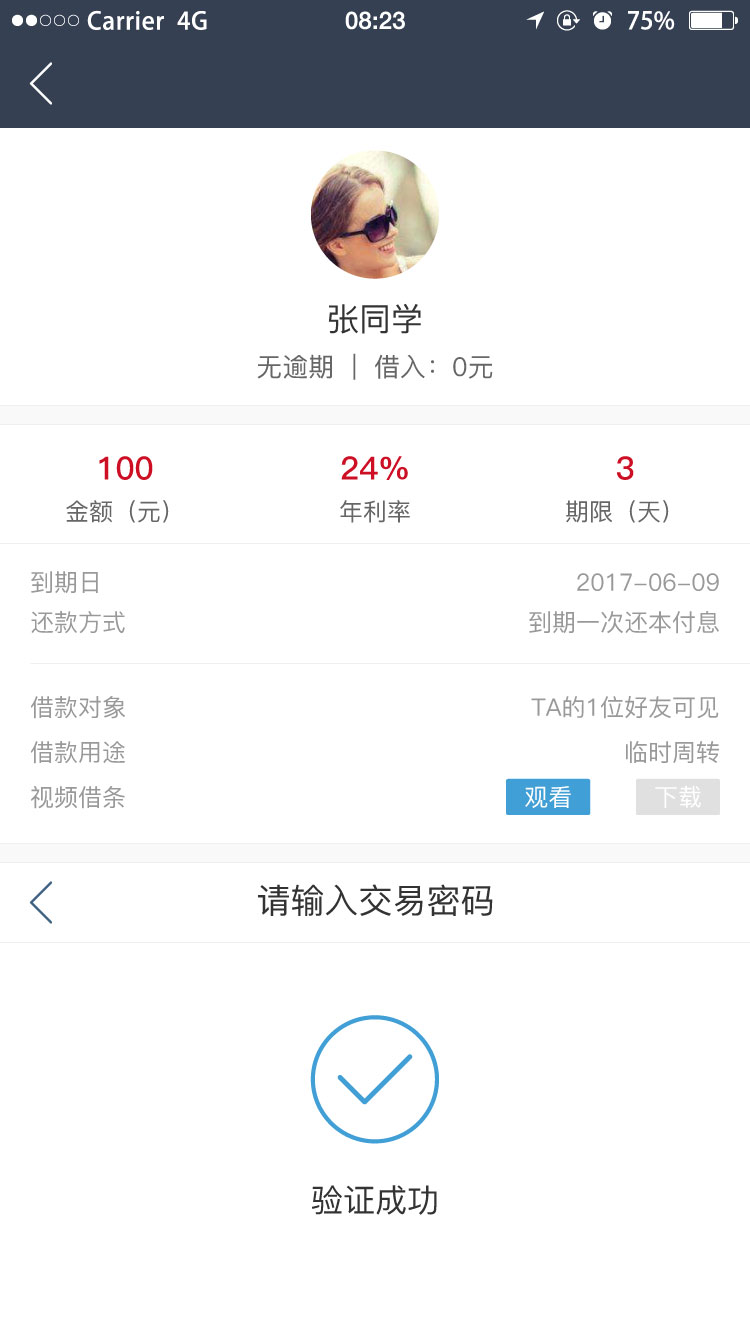 Carrier 4G 08:23 75%
张同学
无逾期 | 借入：0元
100 24% 3
金额（元） 年利率 期限（天）
到期日 2017-06-09
还款方式 到期一次还本付息
借款对象 TA的1位好友可见
借款用途 临时周转
视频借条 观看 下载
请输入交易密码
验证成功